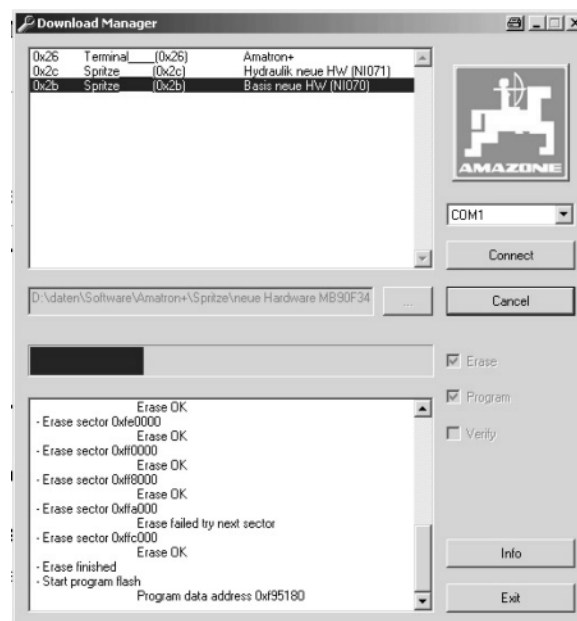 Download Manager
0x26 Terminal____(0x26) Amatron+
0x2c Spritze____(0x2c) Hydraulik neue HW (NI071)
0x2b Spritze____(0x2b) Basis neue HW (NI070)
AMAZONE
COM1
Connect
D:\daten\Software\Amatron+\Spritze\neue Hardware MB90F34
...
Cancel
Erase
Program
Verify
Erase OK
- Erase sector 0xfe0000
Erase OK
- Erase sector 0xff0000
Erase OK
- Erase sector 0xff8000
Erase OK
- Erase sector 0xffa000
Erase failed try next sector
- Erase sector 0xffc000
Erase OK
- Erase finished
- Start program flash
Program data address 0xf95180
Info
Exit